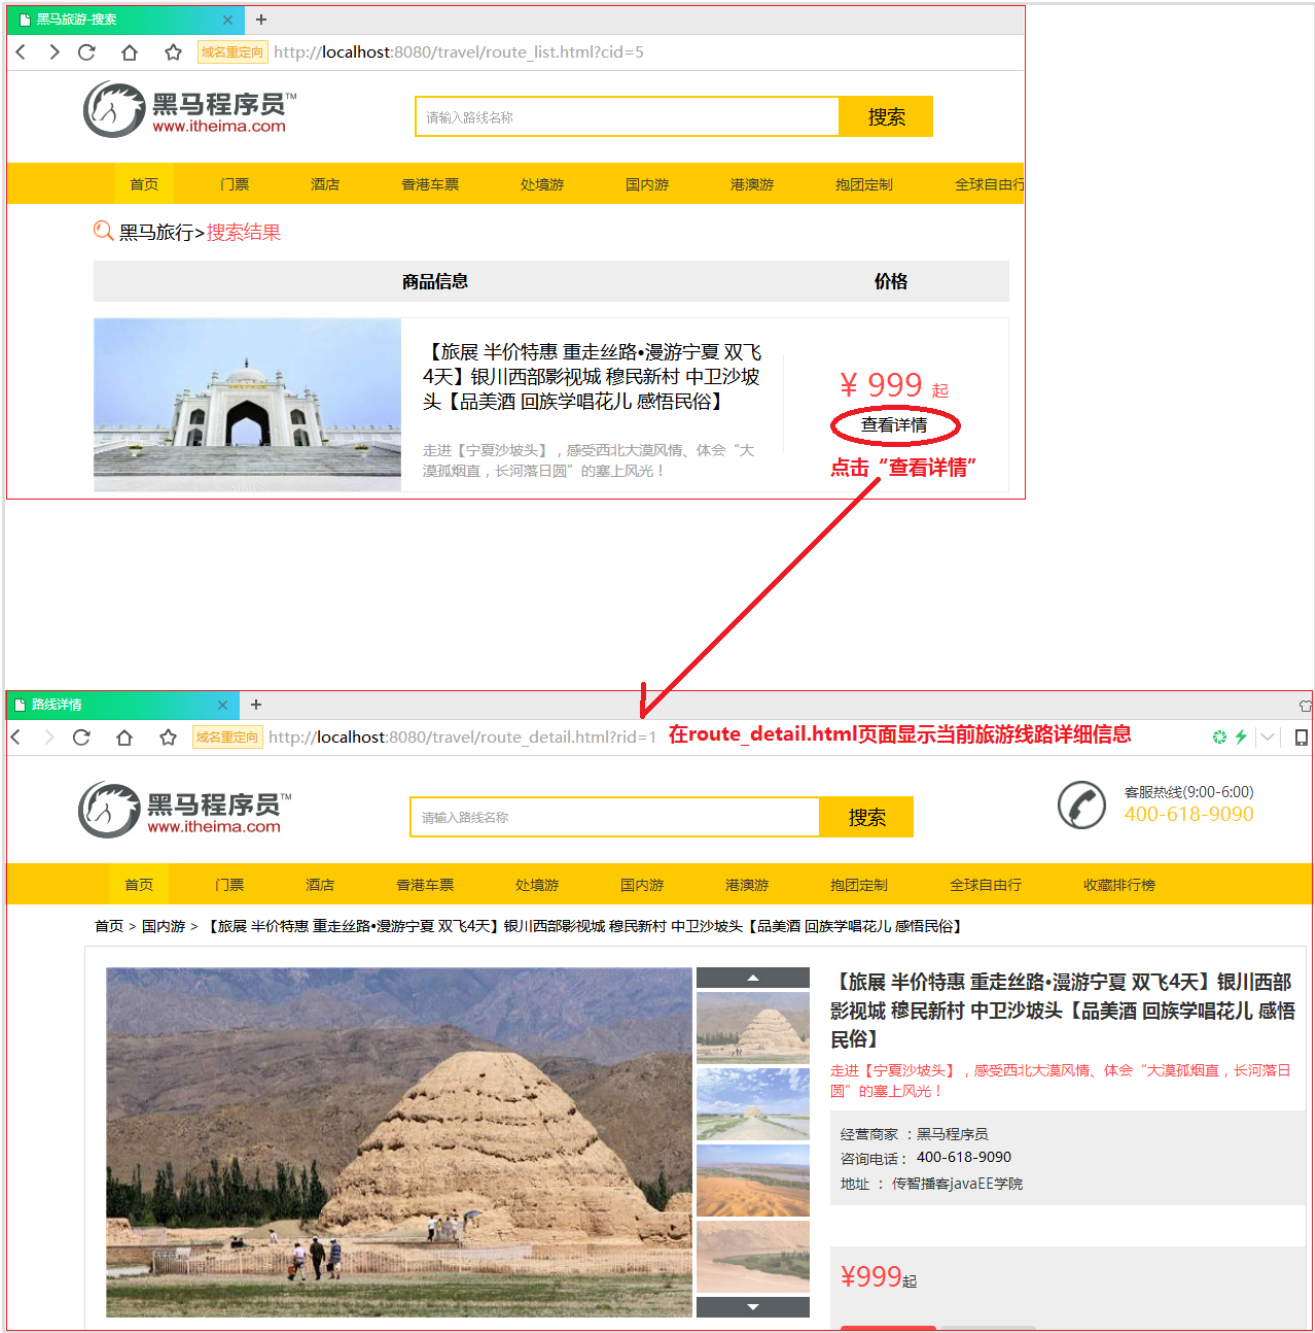 黑马旅游-搜索
域名重定向 http://localhost:8080/travel/route_list.html?cid=5
黑马程序员™
www.itheima.com
请输入路线名称
搜索
首页 门票 酒店 香港车票 处境游 国内游 港澳游 抱团定制 全球自由行
黑马旅行>搜索结果
商品信息 价格
【旅展 半价特惠 重走丝路•漫游宁夏 双飞
4天】银川西部影视城 穆民新村 中卫沙坡
头【品美酒 回族学唱花儿 感悟民俗】
走进【宁夏沙坡头】，感受西北大漠风情、体会“大
漠孤烟直，长河落日圆”的塞上风光！
¥ 999 起
查看详情
点击“查看详情”
路线详情
域名重定向 http://localhost:8080/travel/route_detail.html?rid=1
在route_detail.html页面显示当前旅游线路详细信息
黑马程序员™
www.itheima.com
请输入路线名称
搜索
客服热线(9:00-6:00)
400-618-9090
首页 门票 酒店 香港车票 处境游 国内游 港澳游 抱团定制 全球自由行 收藏排行榜
首页 > 国内游 > 【旅展 半价特惠 重走丝路•漫游宁夏 双飞4天】银川西部影视城 穆民新村 中卫沙坡头【品美酒 回族学唱花儿 感悟民俗】
【旅展 半价特惠 重走丝路•漫游宁夏 双飞4天】银川西部
影视城 穆民新村 中卫沙坡头【品美酒 回族学唱花儿 感悟
民俗】
走进【宁夏沙坡头】，感受西北大漠风情、体会“大漠孤烟直，长河落日
圆”的塞上风光！
经营商家 ：黑马程序员
咨询电话： 400-618-9090
地址 ： 传智播客javaEE学院
¥999起